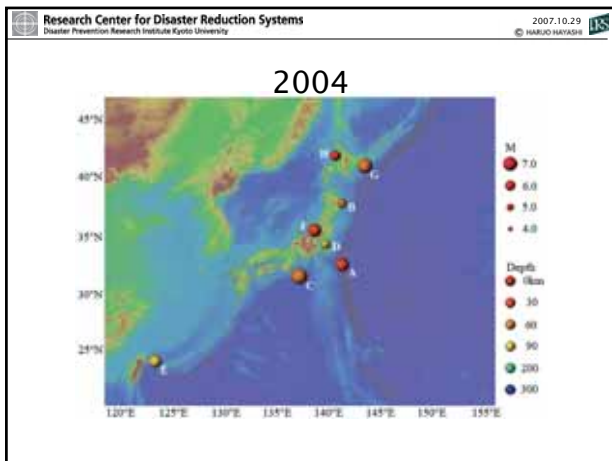 Research Center for Disaster Reduction Systems
Disaster Prevention Research Institute Kyoto University
2007.10.29
© HARUO HAYASHI
DRS
2004
45°N
40°N
35°N
30°N
25°N
120°E 125°E 130°E 135°E 140°E 145°E 150°E 155°E
H
G
B
F
D
A
C
E
M
7.0
6.0
5.0
4.0
Depth
0km
30
60
90
200
300